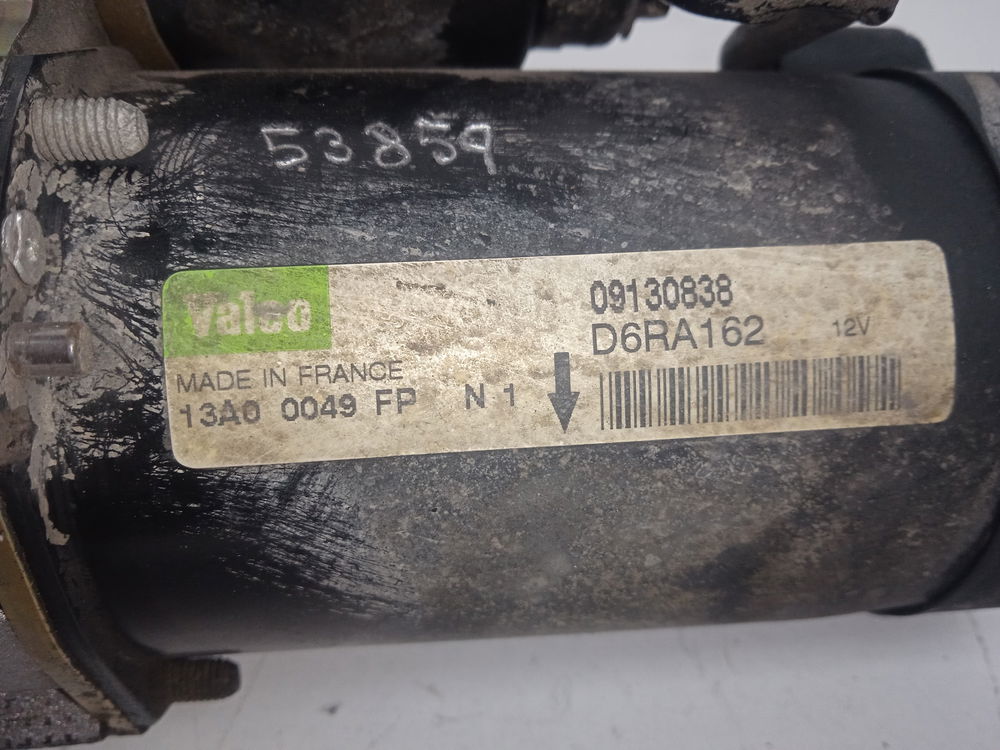 53859
Valeo
09130838
D6RA162 12V
MADE IN FRANCE
13A0 0049 FP N 1